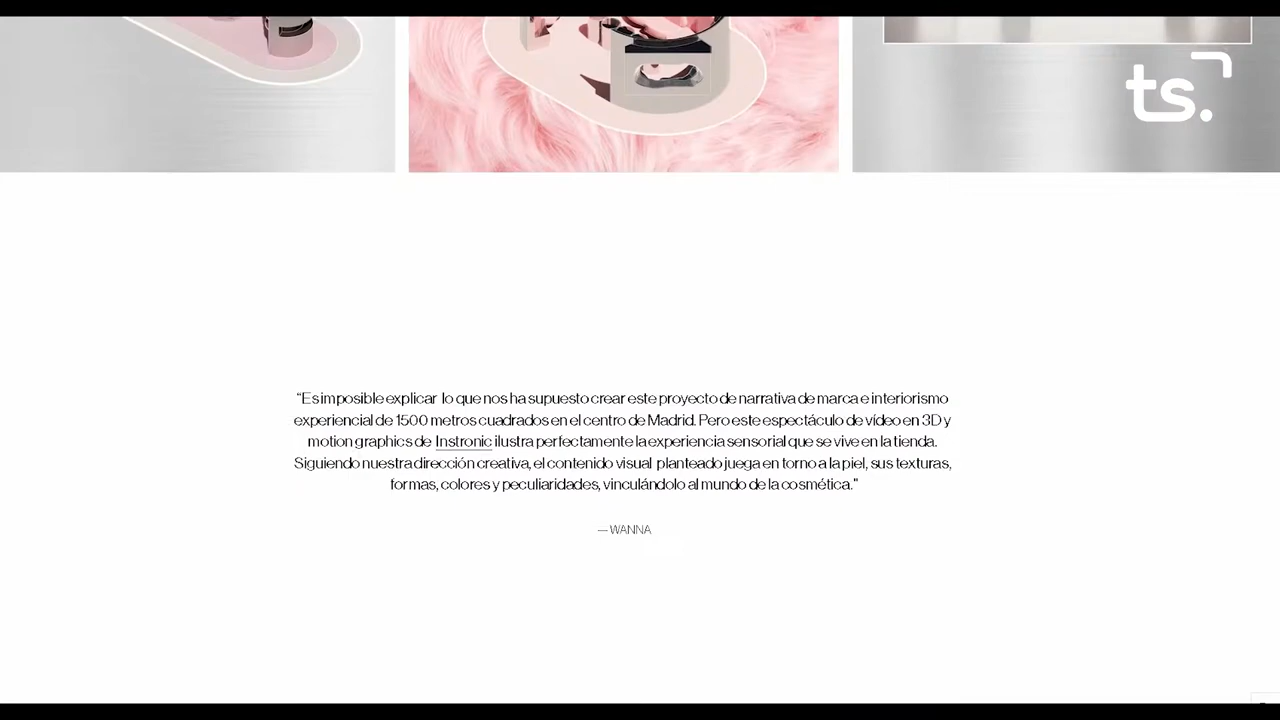 ts.
“Es imposible explicar lo que nos ha supuesto crear este proyecto de narrativa de marca e interiorismo
experiencial de 1500 metros cuadrados en el centro de Madrid. Pero este espectáculo de vídeo en 3D y
motion graphics de Instronic ilustra perfectamente la experiencia sensorial que se vive en la tienda.
Siguiendo nuestra dirección creativa, el contenido visual planteado juega en torno a la piel, sus texturas,
formas, colores y peculiaridades, vinculándolo al mundo de la cosmética."
— WANNA